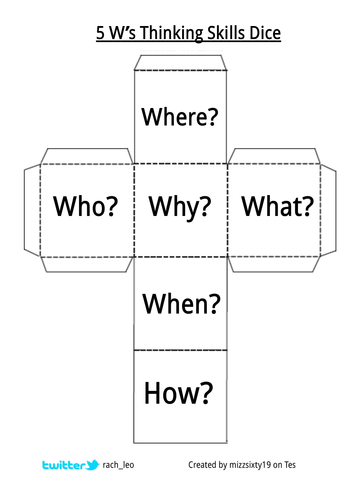 5 W's Thinking Skills Dice
Where?
Who? Why? What?
When?
How?
twitter rach_leo Created by mizzsixty19 on Tes